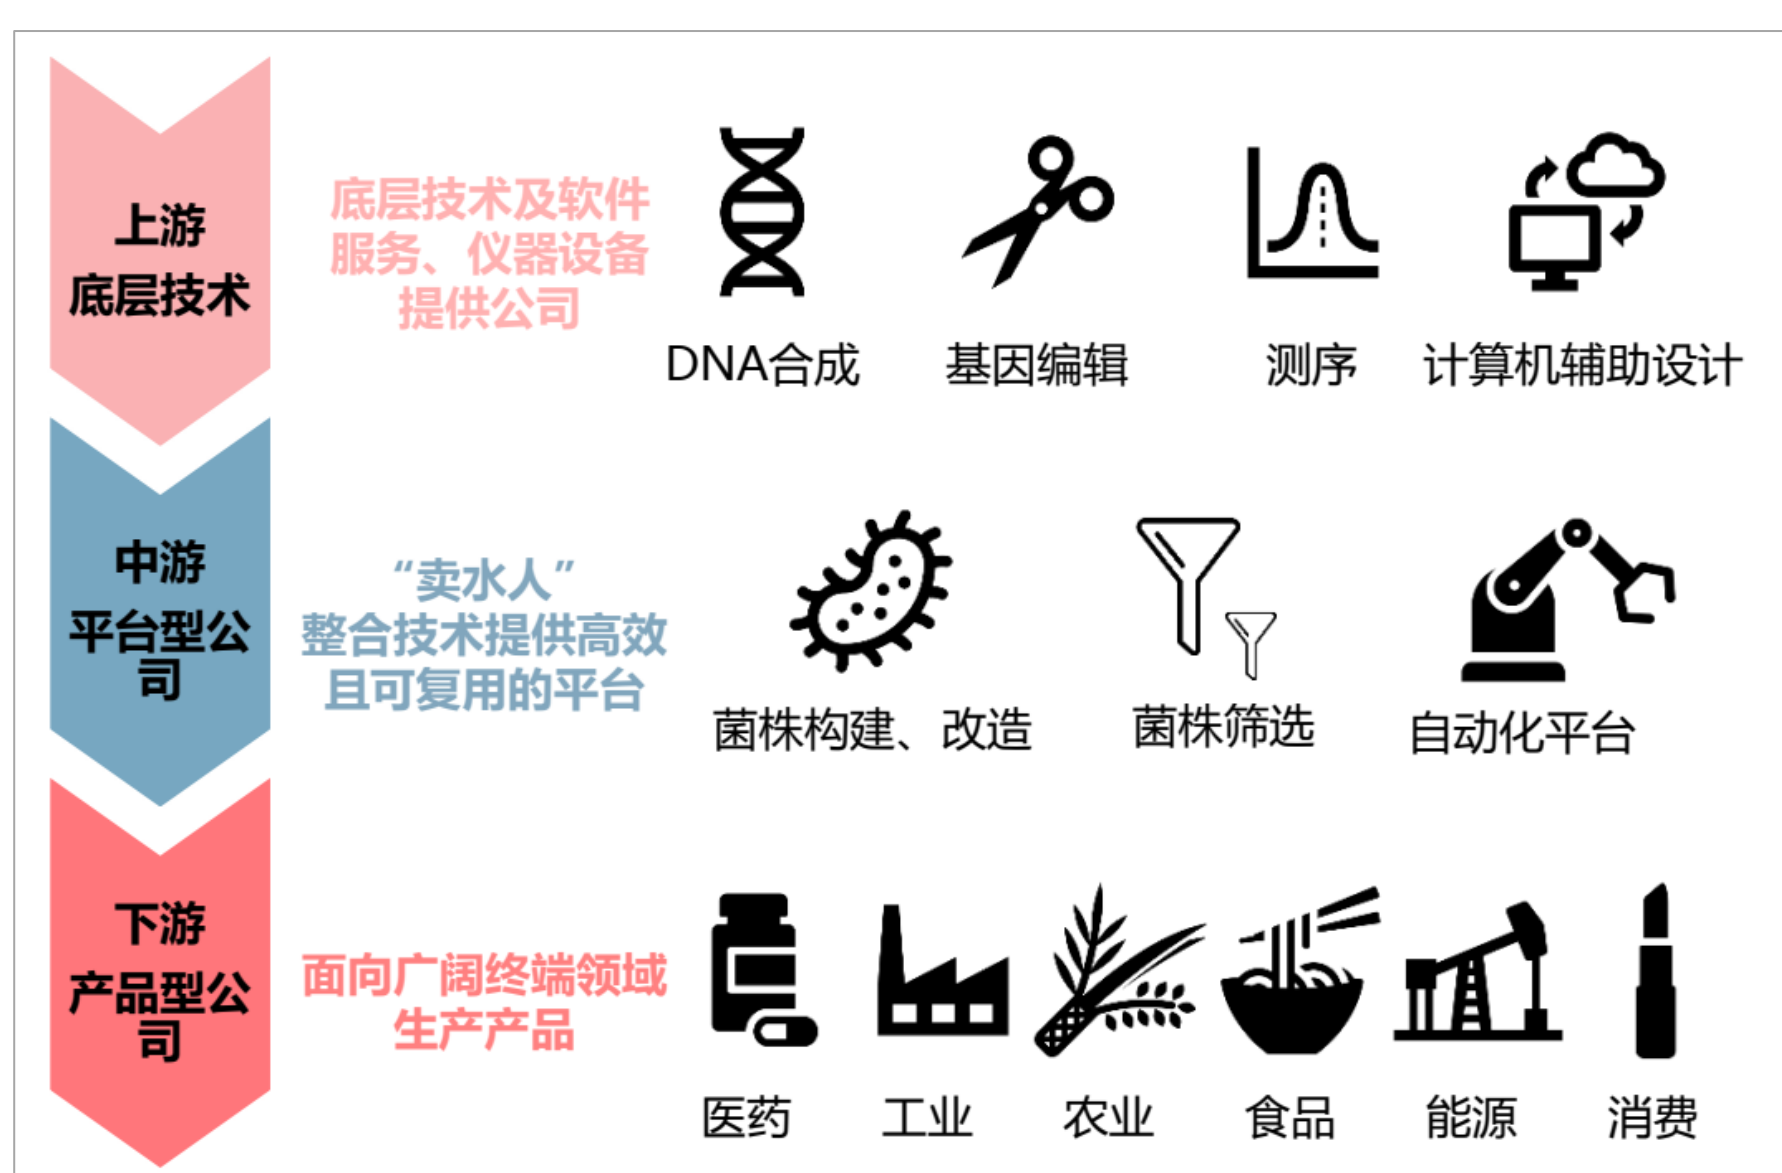 上游
底层技术
底层技术及软件
服务、仪器设备
提供公司
DNA合成
基因编辑
测序
计算机辅助设计
中游
平台型公
司
“卖水人”
整合技术提供高效
且可复用的平台
菌株构建、改造
菌株筛选
自动化平台
下游
产品型公
司
面向广阔终端领域
生产产品
医药
工业
农业
食品
能源
消费